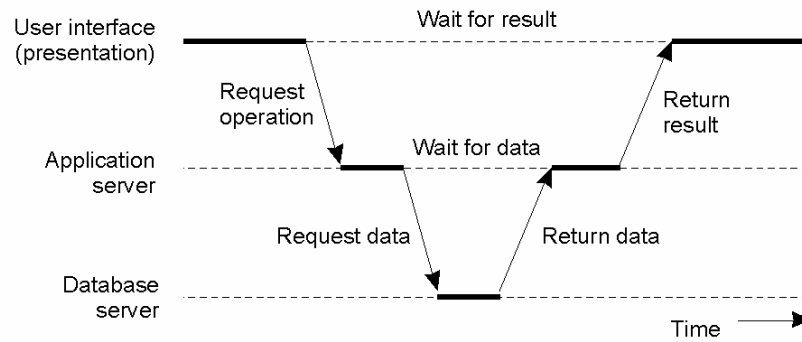 User interface
(presentation)
Wait for result
Request
operation
Return
result
Application
server
Wait for data
Request data
Return data
Database
server
Time